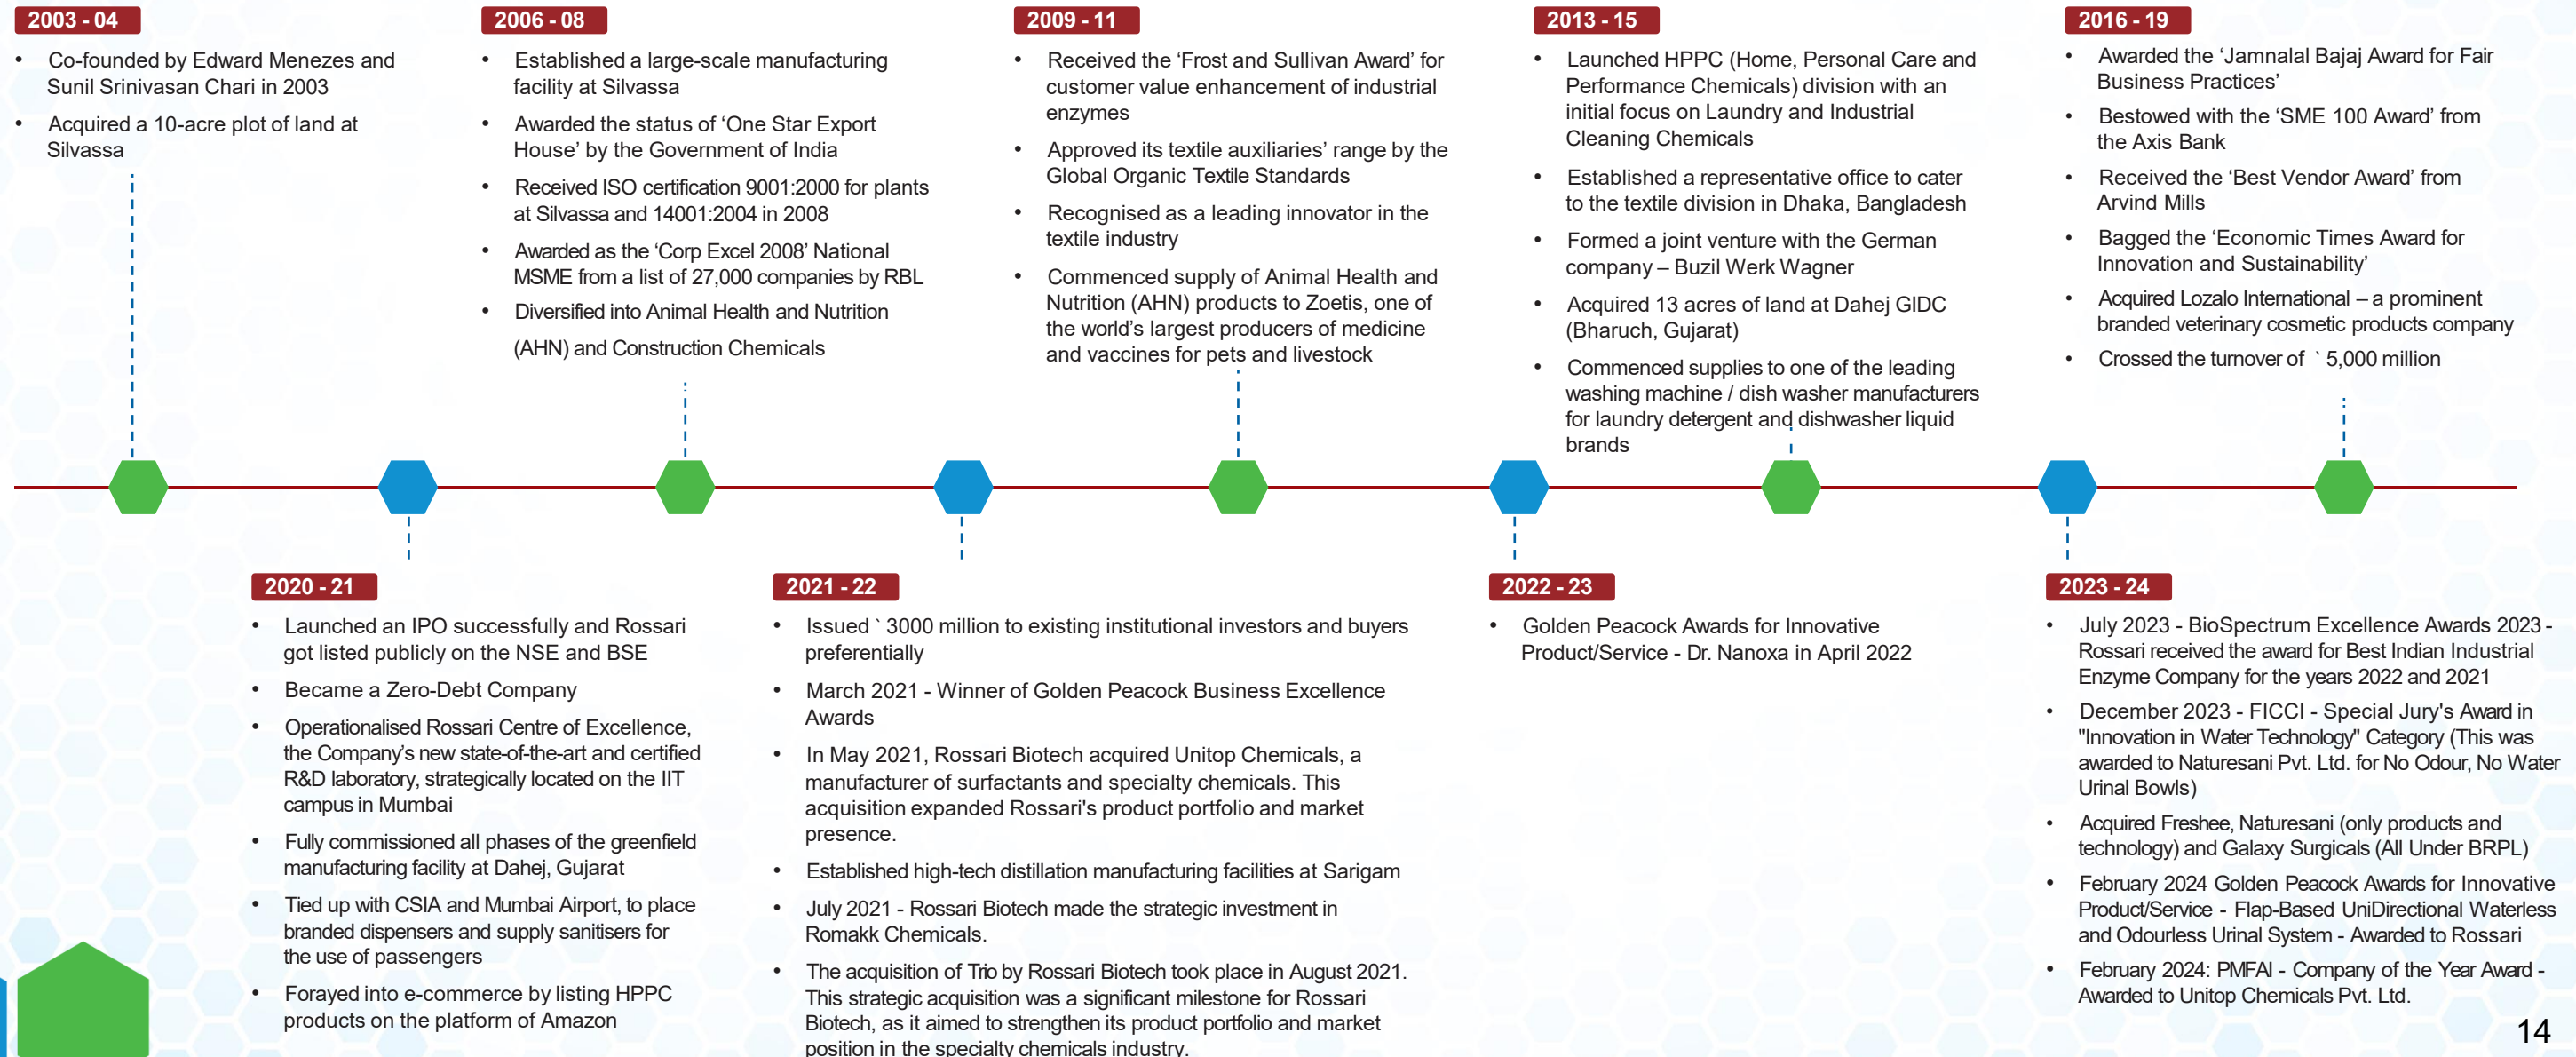 2003 - 04
• Co-founded by Edward Menezes and
Sunil Srinivasan Chari in 2003
• Acquired a 10-acre plot of land at
Silvassa
2006 - 08
• Established a large-scale manufacturing
facility at Silvassa
• Awarded the status of ‘One Star Export
House’ by the Government of India
• Received ISO certification 9001:2000 for plants
at Silvassa and 14001:2004 in 2008
• Awarded as the ‘Corp Excel 2008’ National
MSME from a list of 27,000 companies by RBL
• Diversified into Animal Health and Nutrition
(AHN) and Construction Chemicals
2009 - 11
• Received the ‘Frost and Sullivan Award’ for
customer value enhancement of industrial
enzymes
• Approved its textile auxiliaries’ range by the
Global Organic Textile Standards
• Recognised as a leading innovator in the
textile industry
• Commenced supply of Animal Health and
Nutrition (AHN) products to Zoetis, one of
the world’s largest producers of medicine
and vaccines for pets and livestock
2013 - 15
• Launched HPPC (Home, Personal Care and
Performance Chemicals) division with an
initial focus on Laundry and Industrial
Cleaning Chemicals
• Established a representative office to cater
to the textile division in Dhaka, Bangladesh
• Formed a joint venture with the German
company – Buzil Werk Wagner
• Acquired 13 acres of land at Dahej GIDC
(Bharuch, Gujarat)
• Commenced supplies to one of the leading
washing machine / dish washer manufacturers
for laundry detergent and dishwasher liquid
brands
2016 - 19
• Awarded the ‘Jamnalal Bajaj Award for Fair
Business Practices’
• Bestowed with the ‘SME 100 Award’ from
the Axis Bank
• Received the ‘Best Vendor Award’ from
Arvind Mills
• Bagged the ‘Economic Times Award for
Innovation and Sustainability’
• Acquired Lozalo International – a prominent
branded veterinary cosmetic products company
• Crossed the turnover of ` 5,000 million
2020 - 21
• Launched an IPO successfully and Rossari
got listed publicly on the NSE and BSE
• Became a Zero-Debt Company
• Operationalised Rossari Centre of Excellence,
the Company’s new state-of-the-art and certified
R&D laboratory, strategically located on the IIT
campus in Mumbai
• Fully commissioned all phases of the greenfield
manufacturing facility at Dahej, Gujarat
• Tied up with CSIA and Mumbai Airport, to place
branded dispensers and supply sanitisers for
the use of passengers
• Forayed into e-commerce by listing HPPC
products on the platform of Amazon
2021 - 22
• Issued ` 3000 million to existing institutional investors and buyers
preferentially
• March 2021 - Winner of Golden Peacock Business Excellence
Awards
• In May 2021, Rossari Biotech acquired Unitop Chemicals, a
manufacturer of surfactants and specialty chemicals. This
acquisition expanded Rossari's product portfolio and market
presence.
• Established high-tech distillation manufacturing facilities at Sarigam
• July 2021 - Rossari Biotech made the strategic investment in
Romakk Chemicals.
• The acquisition of Trio by Rossari Biotech took place in August 2021.
This strategic acquisition was a significant milestone for Rossari
Biotech, as it aimed to strengthen its product portfolio and market
position in the specialty chemicals industry.
2022 - 23
• Golden Peacock Awards for Innovative
Product/Service - Dr. Nanoxa in April 2022
2023 - 24
• July 2023 - BioSpectrum Excellence Awards 2023 -
Rossari received the award for Best Indian Industrial
Enzyme Company for the years 2022 and 2021
• December 2023 - FICCI - Special Jury's Award in
"Innovation in Water Technology" Category (This was
awarded to Naturesani Pvt. Ltd. for No Odour, No Water
Urinal Bowls)
• Acquired Freshee, Naturesani (only products and
technology) and Galaxy Surgicals (All Under BRPL)
• February 2024 Golden Peacock Awards for Innovative
Product/Service - Flap-Based UniDirectional Waterless
and Odourless Urinal System - Awarded to Rossari
• February 2024: PMFAI - Company of the Year Award -
Awarded to Unitop Chemicals Pvt. Ltd.
14